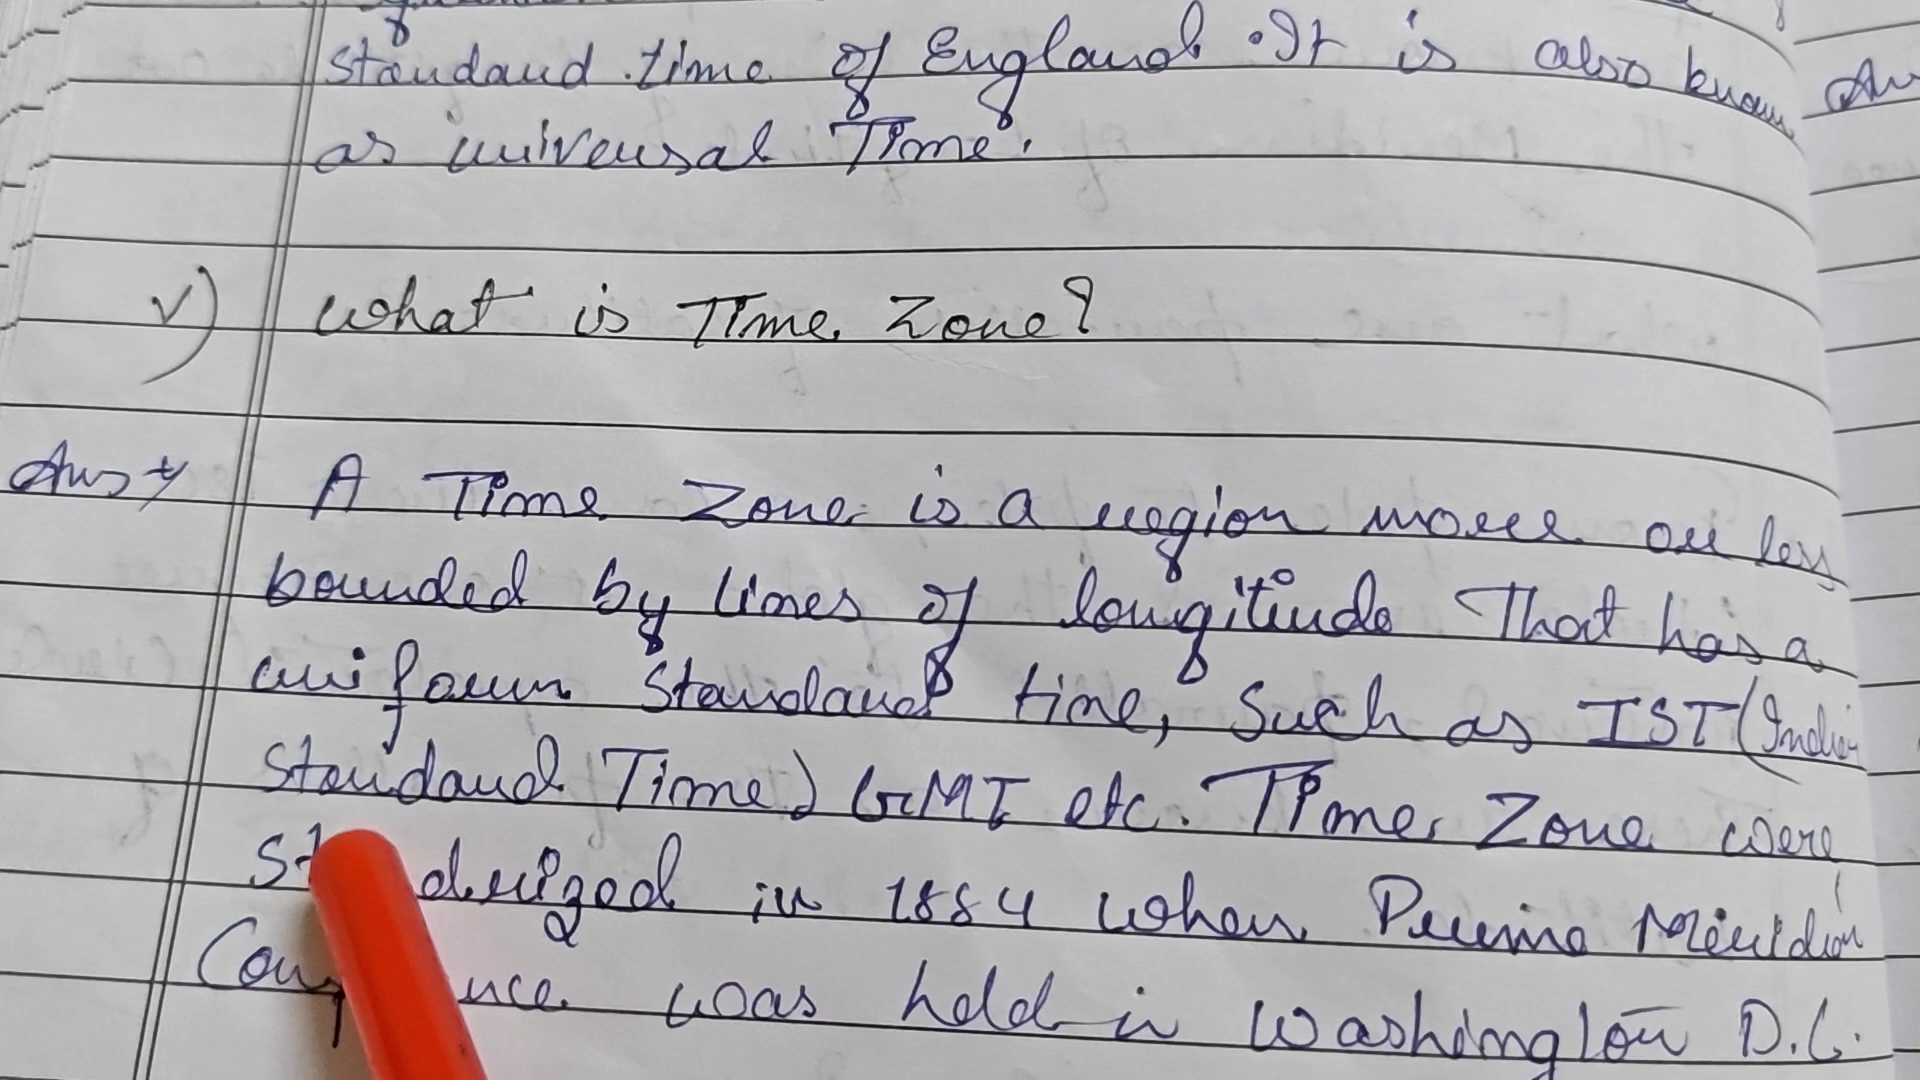 standard time of England. It is also known
as universal Time.
v) what is Time Zone?
Ans → A Time Zone is a region more or less
bounded by lines of longitude That has a
uniform standard time, Such as IST (Indian
standard Time) GMT etc. Time Zone were
in 1884 when Prime Meridian
was held in Washington D.C.